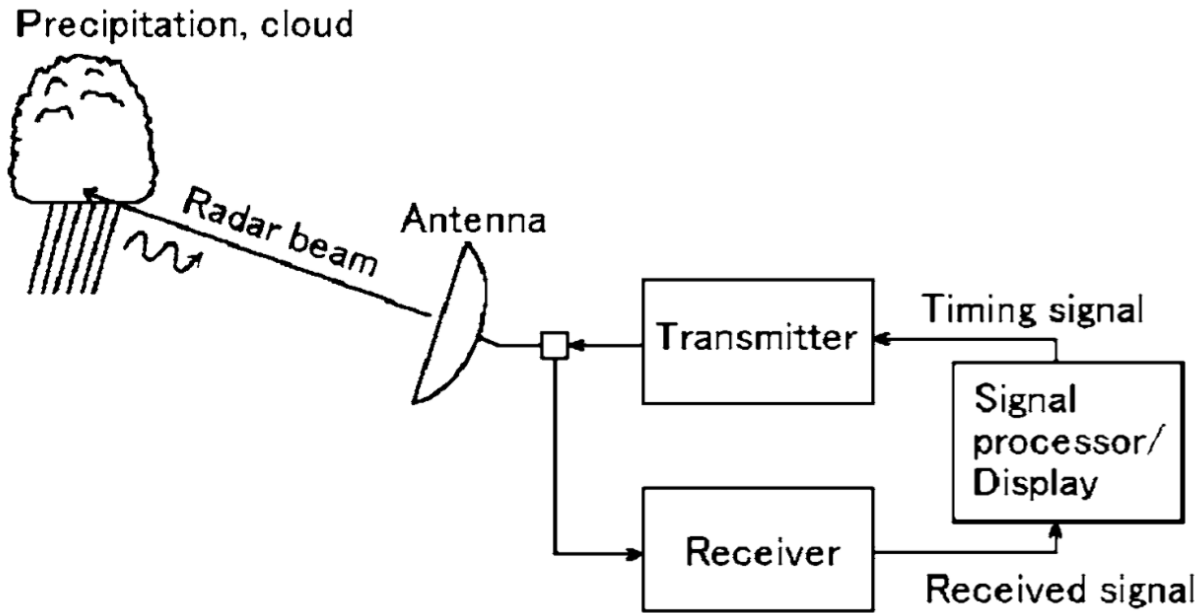 Precipitation, cloud
Radar beam
Antenna
Transmitter
Timing signal
Signal
processor/
Display
Receiver
Received signal